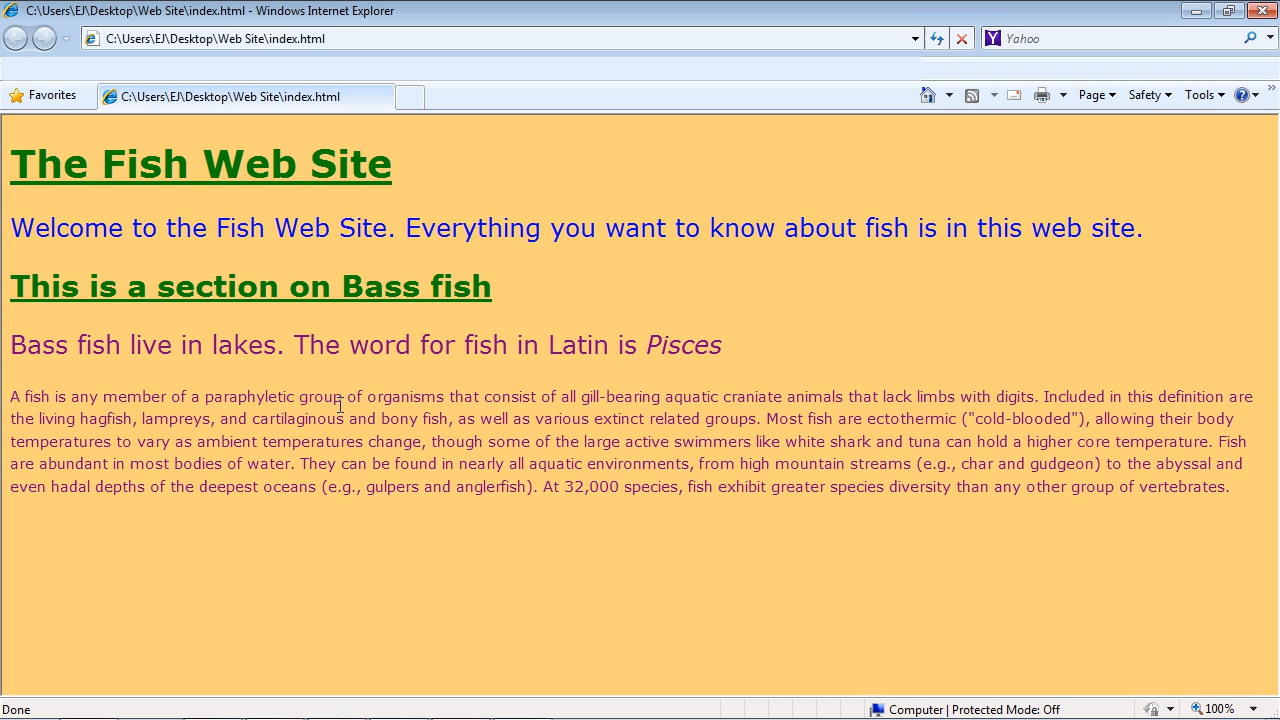 C:\Users\EJ\Desktop\Web Site\index.html - Windows Internet Explorer
C:\Users\EJ\Desktop\Web Site\index.html
Yahoo
Favorites
C:\Users\EJ\Desktop\Web Site\index.html
Page
Safety
Tools
The Fish Web Site
Welcome to the Fish Web Site. Everything you want to know about fish is in this web site.
This is a section on Bass fish
Bass fish live in lakes. The word for fish in Latin is Pisces
A fish is any member of a paraphyletic group of organisms that consist of all gill-bearing aquatic craniate animals that lack limbs with digits. Included in this definition are
the living hagfish, lampreys, and cartilaginous and bony fish, as well as various extinct related groups. Most fish are ectothermic ("cold-blooded"), allowing their body
temperatures to vary as ambient temperatures change, though some of the large active swimmers like white shark and tuna can hold a higher core temperature. Fish
are abundant in most bodies of water. They can be found in nearly all aquatic environments, from high mountain streams (e.g., char and gudgeon) to the abyssal and
even hadal depths of the deepest oceans (e.g., gulpers and anglerfish). At 32,000 species, fish exhibit greater species diversity than any other group of vertebrates.
Done
Computer | Protected Mode: Off
100%